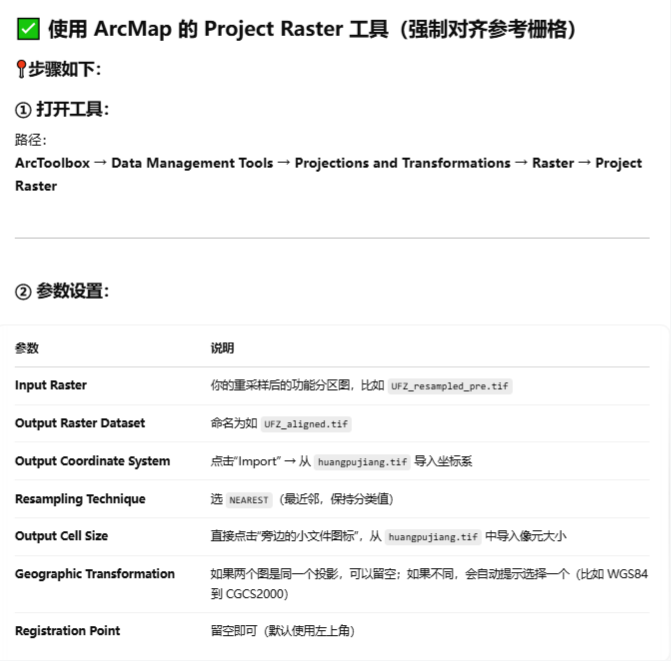 ✅ 使用 ArcMap 的 Project Raster 工具（强制对齐参考栅格）
📍步骤如下：
① 打开工具：
路径：
ArcToolbox → Data Management Tools → Projections and Transformations → Raster → Project
Raster
② 参数设置：
参数 说明
Input Raster 你的重采样后的功能分区图，比如 UFZ_resampled_pre.tif
Output Raster Dataset 命名为如 UFZ_aligned.tif
Output Coordinate System 点击“Import” → 从 huangpujiang.tif 导入坐标系
Resampling Technique 选 NEAREST （最近邻，保持分类值）
Output Cell Size 直接点击“旁边的小文件图标”，从 huangpujiang.tif 中导入像元大小
Geographic Transformation 如果两个图是同一个投影，可以留空；如果不同，会自动提示选择一个（比如 WGS84
到 CGCS2000）
Registration Point 留空即可（默认使用左上角）